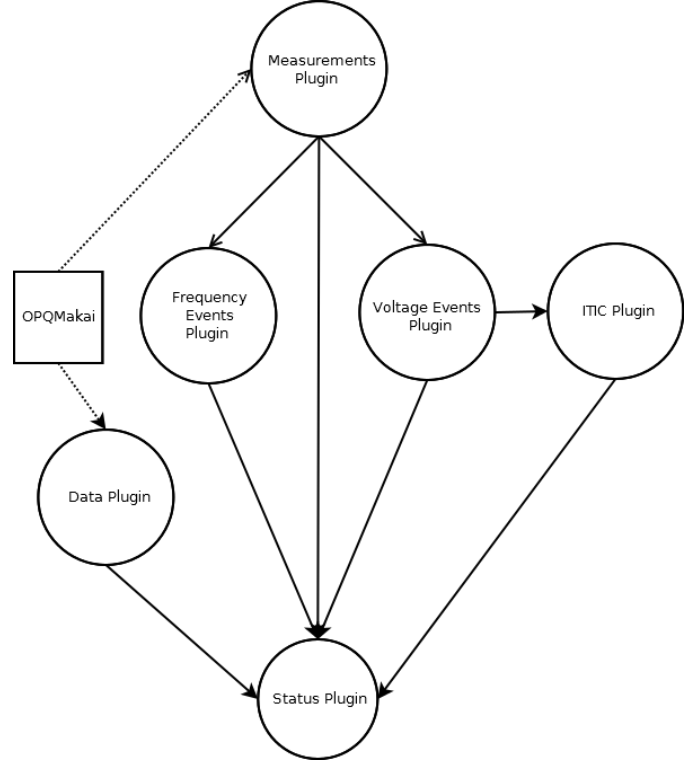 Measurements
Plugin
OPQMakai
Frequency
Events
Plugin
Voltage Events
Plugin
ITIC Plugin
Data Plugin
Status Plugin